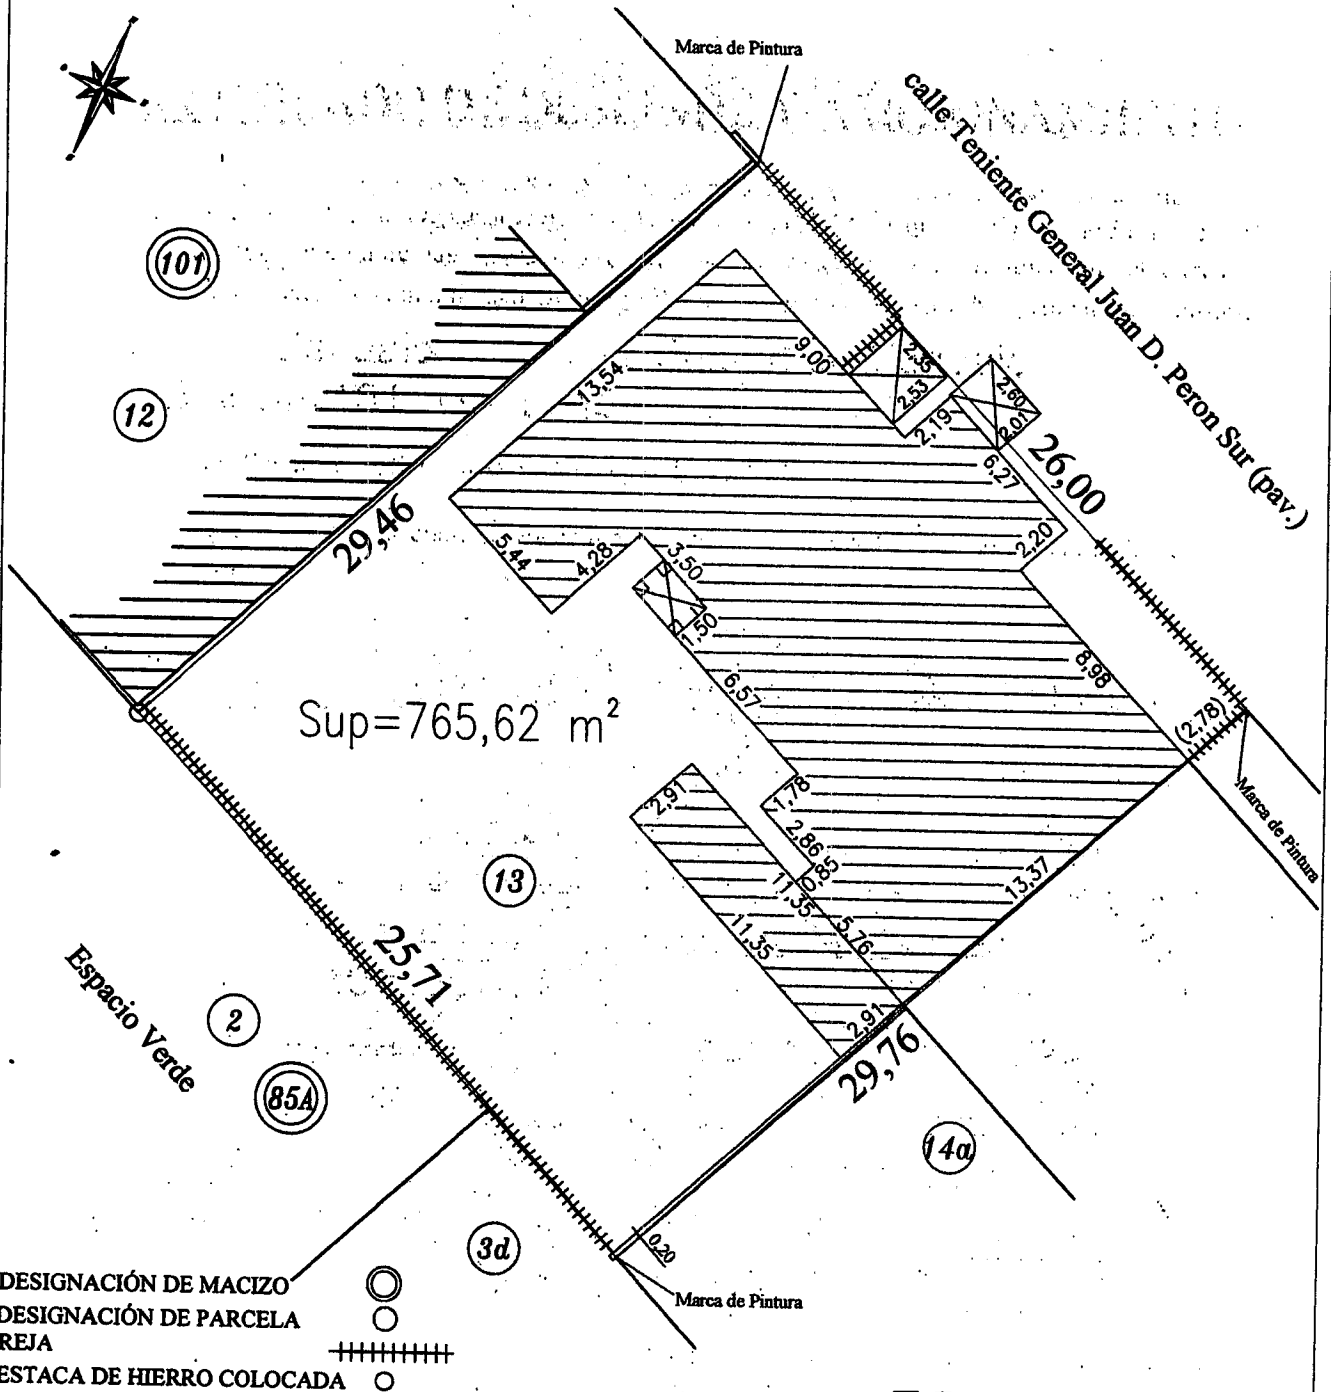 Marca de Pintura
calle Teniente General Juan D. Peron Sur (pav.)
101
12
9,00
2,35
2,53
2,60
2,01
2,19
13,54
26,00
6,27
2,20
29,46
5,44
4,28
3,50
1,50
6,57
8,98
(2,78)
Marca de Pintura
Sup=765,62 m²
2,91
1,78
2,86
0,85
11,35
11,35
5,76
13,37
13
2,91
29,76
25,71
Espacio Verde
2
85A
14a
3d
0,20
Marca de Pintura
DESIGNACIÓN DE MACIZO
DESIGNACIÓN DE PARCELA
REJA
ESTACA DE HIERRO COLOCADA